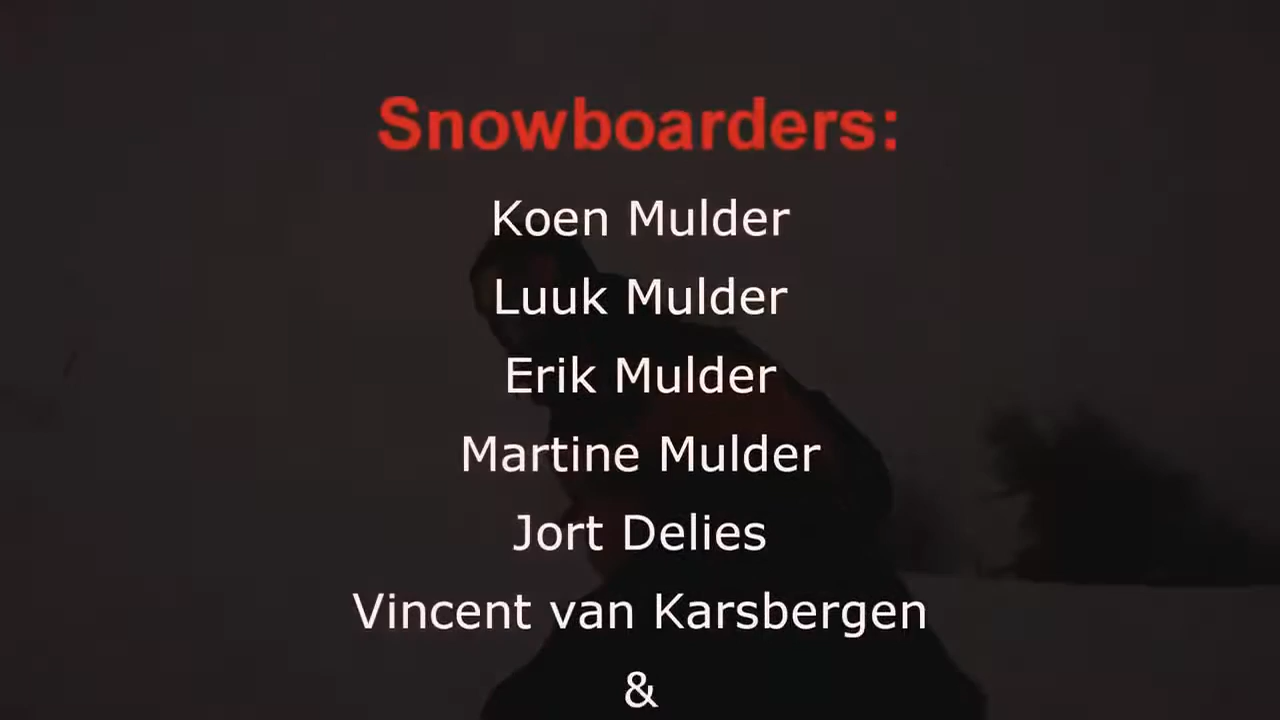 Snowboarders:
Koen Mulder
Luuk Mulder
Erik Mulder
Martine Mulder
Jort Delies
Vincent van Karsbergen
&